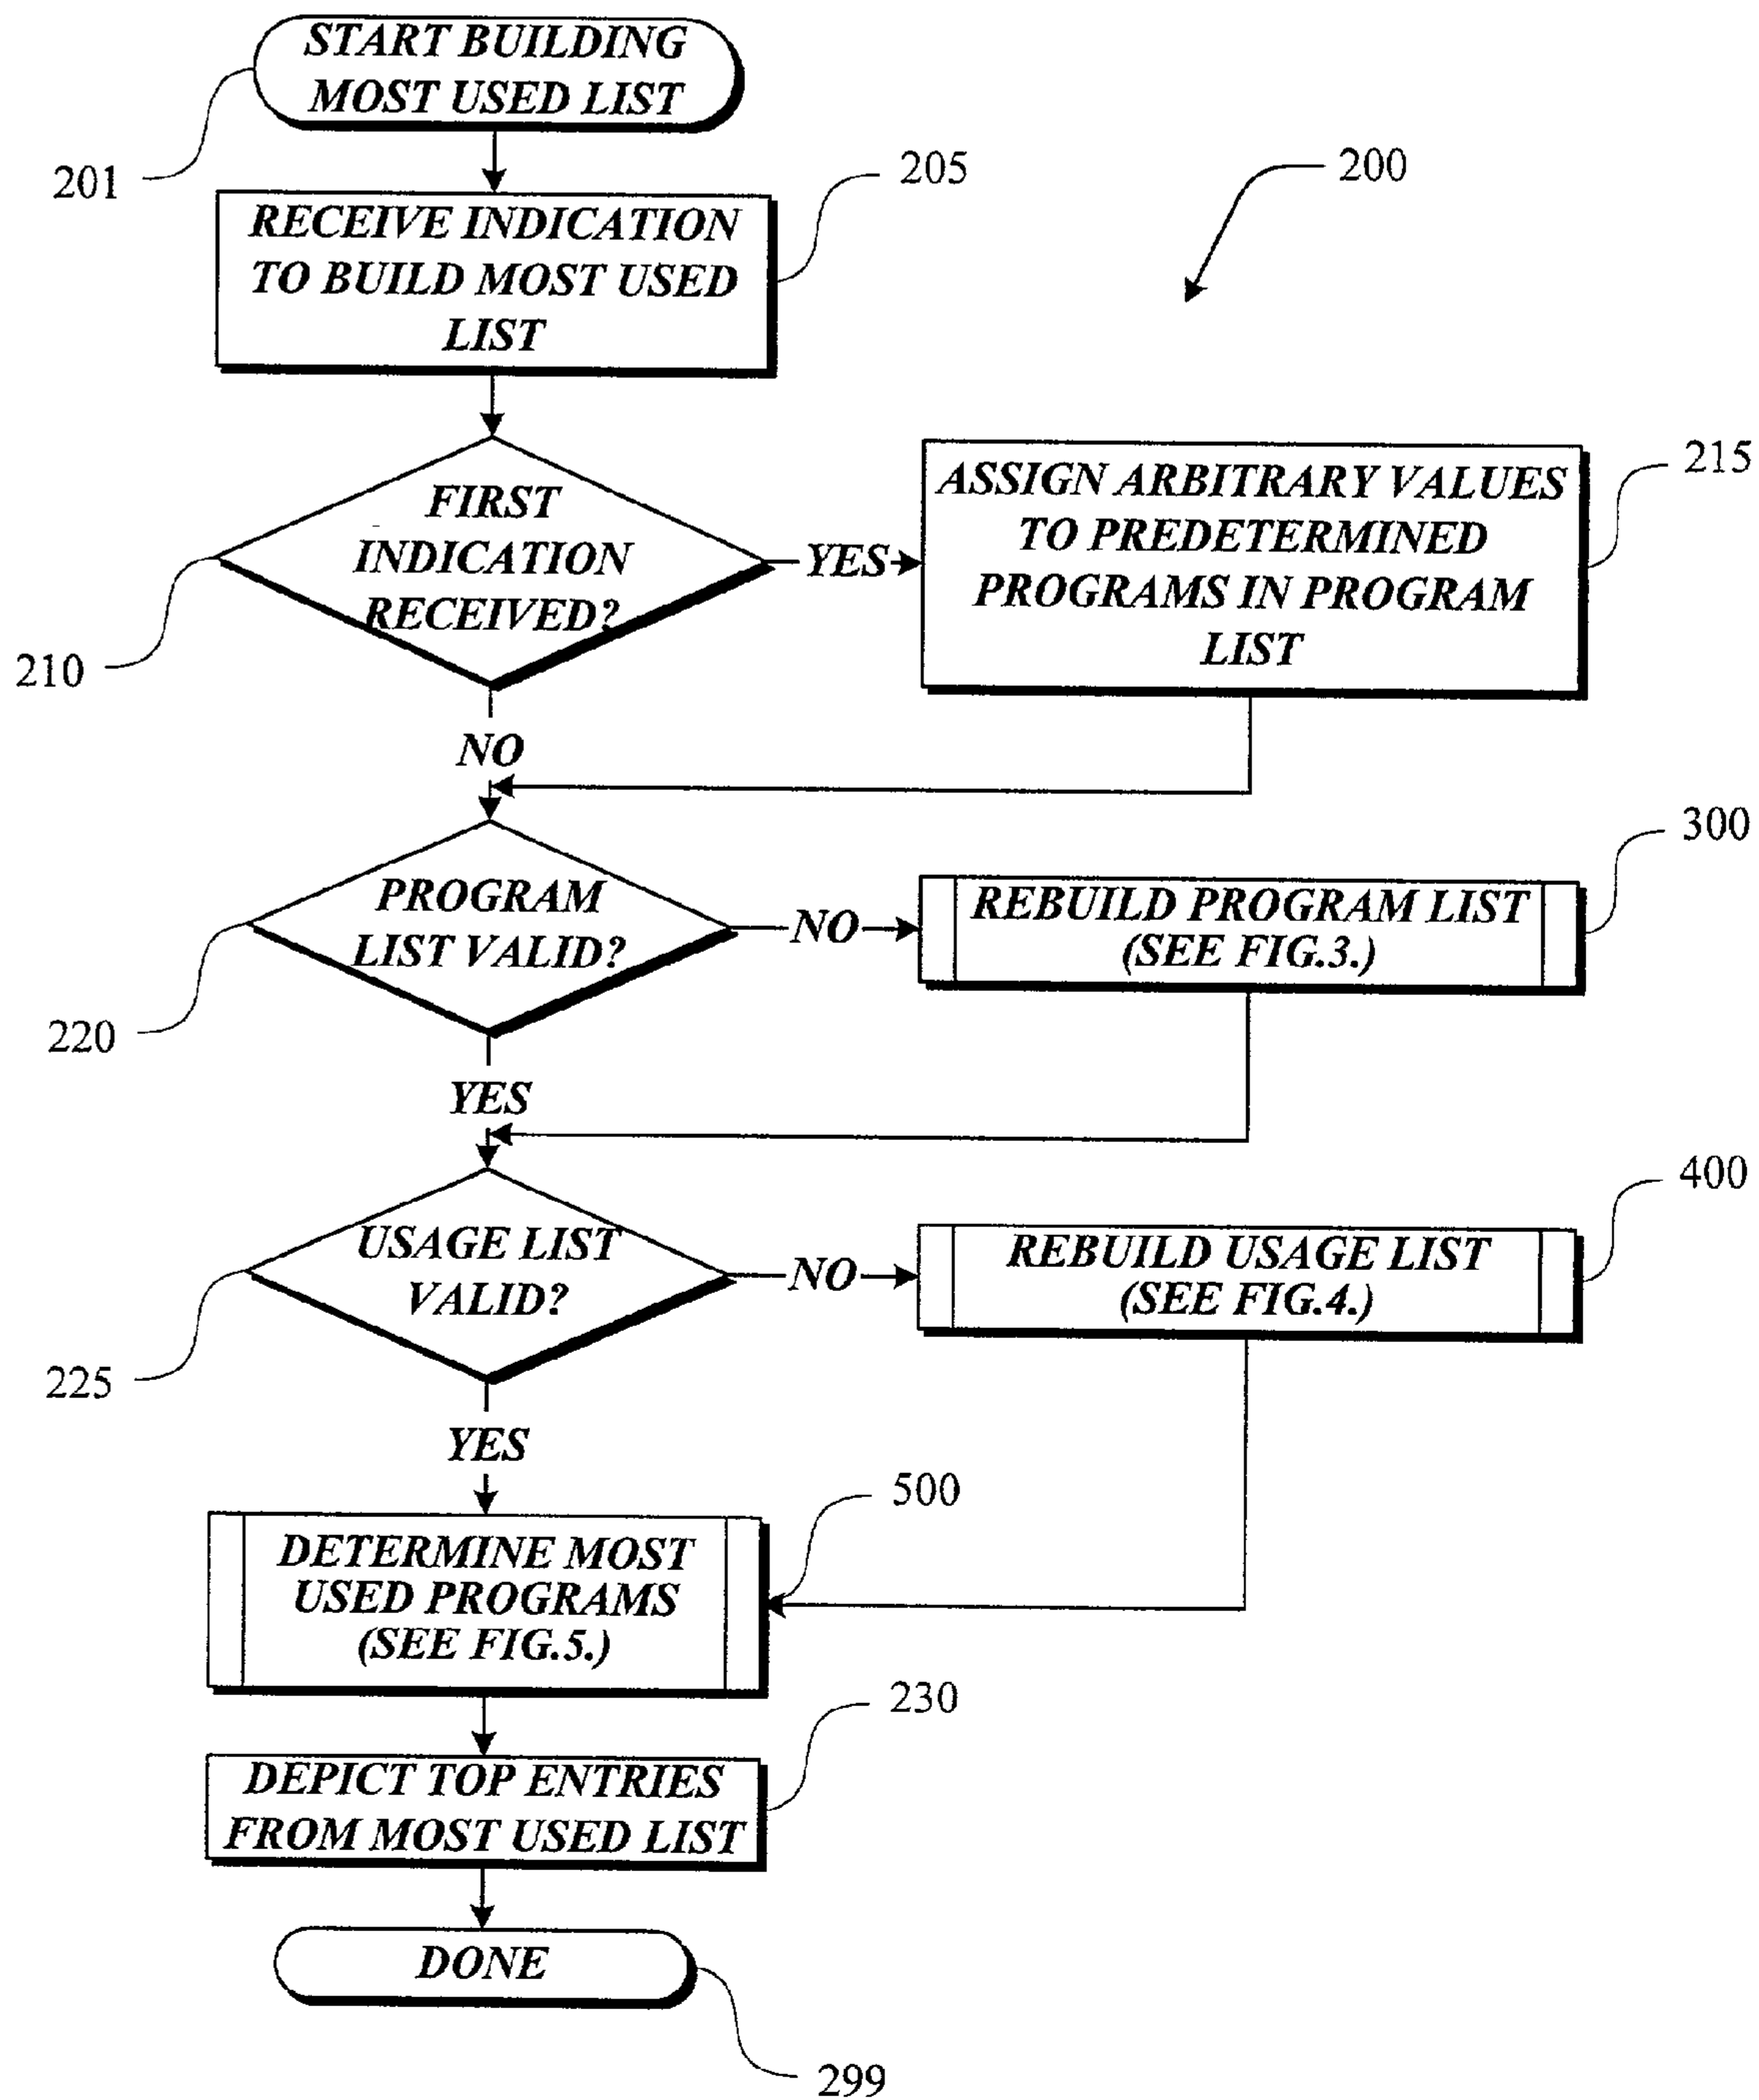 START BUILDING
MOST USED LIST
201
RECEIVE INDICATION
TO BUILD MOST USED
LIST
205
200
FIRST
INDICATION
RECEIVED?
210
YES
ASSIGN ARBITRARY VALUES
TO PREDETERMINED
PROGRAMS IN PROGRAM
LIST
215
NO
PROGRAM
LIST VALID?
220
NO
REBUILD PROGRAM LIST
(SEE FIG.3.)
300
YES
USAGE LIST
VALID?
225
NO
REBUILD USAGE LIST
(SEE FIG.4.)
400
YES
DETERMINE MOST
USED PROGRAMS
(SEE FIG.5.)
500
DEPICT TOP ENTRIES
FROM MOST USED LIST
230
DONE
299